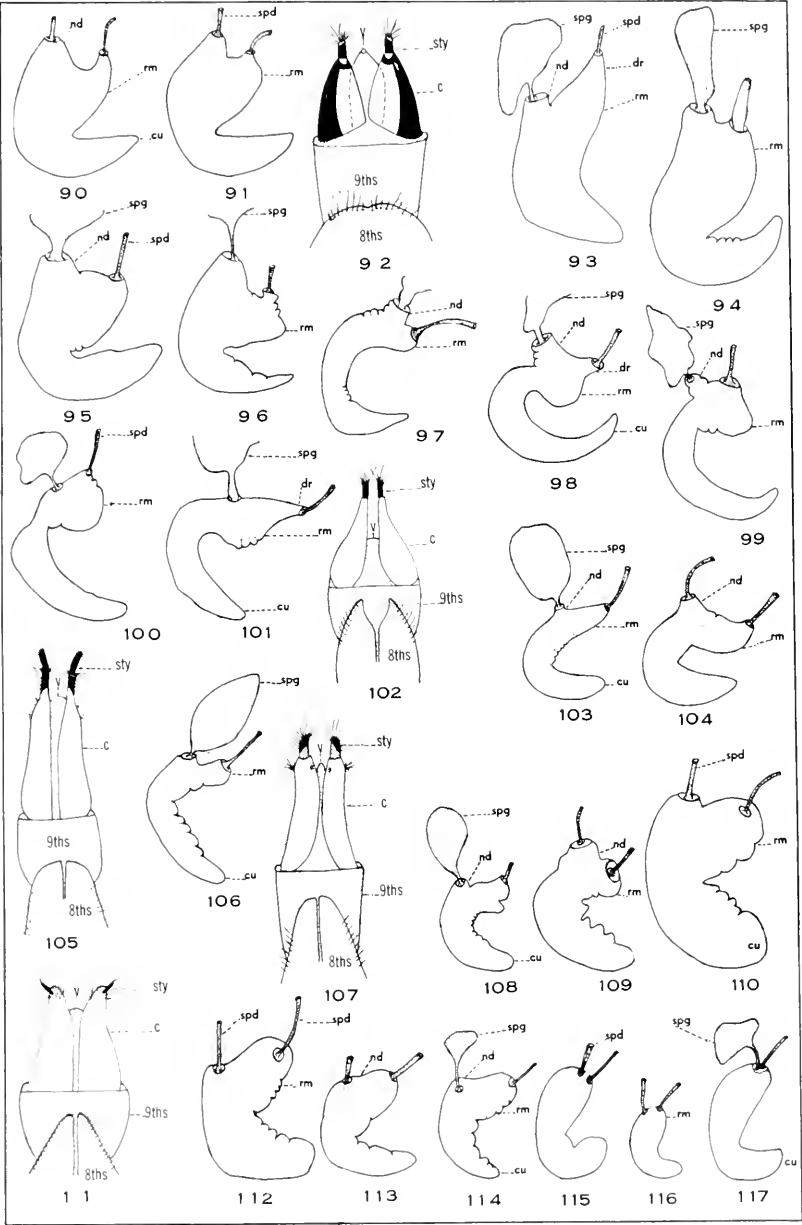 nd
rm
cu
90
spd
rm
91
v
sty
c
9ths
8ths
92
spg
spd
nd
dr
rm
93
spg
rm
94
spg
nd
spd
95
spg
rm
96
nd
rm
97
spg
nd
dr
rm
cu
98
spg
nd
rm
99
spd
rm
100
spg
dr
rm
cu
101
v
sty
v
c
9ths
8ths
102
spg
nd
rm
cu
103
nd
rm
104
sty
v
c
9ths
8ths
105
spg
rm
cu
106
v
sty
c
9ths
8ths
107
spg
nd
cu
108
nd
rm
109
spd
rm
cu
110
v
sty
c
9ths
8ths
1 1
spd
spd
rm
112
nd
113
spg
nd
rm
cu
114
spd
115
rm
116
spg
cu
117